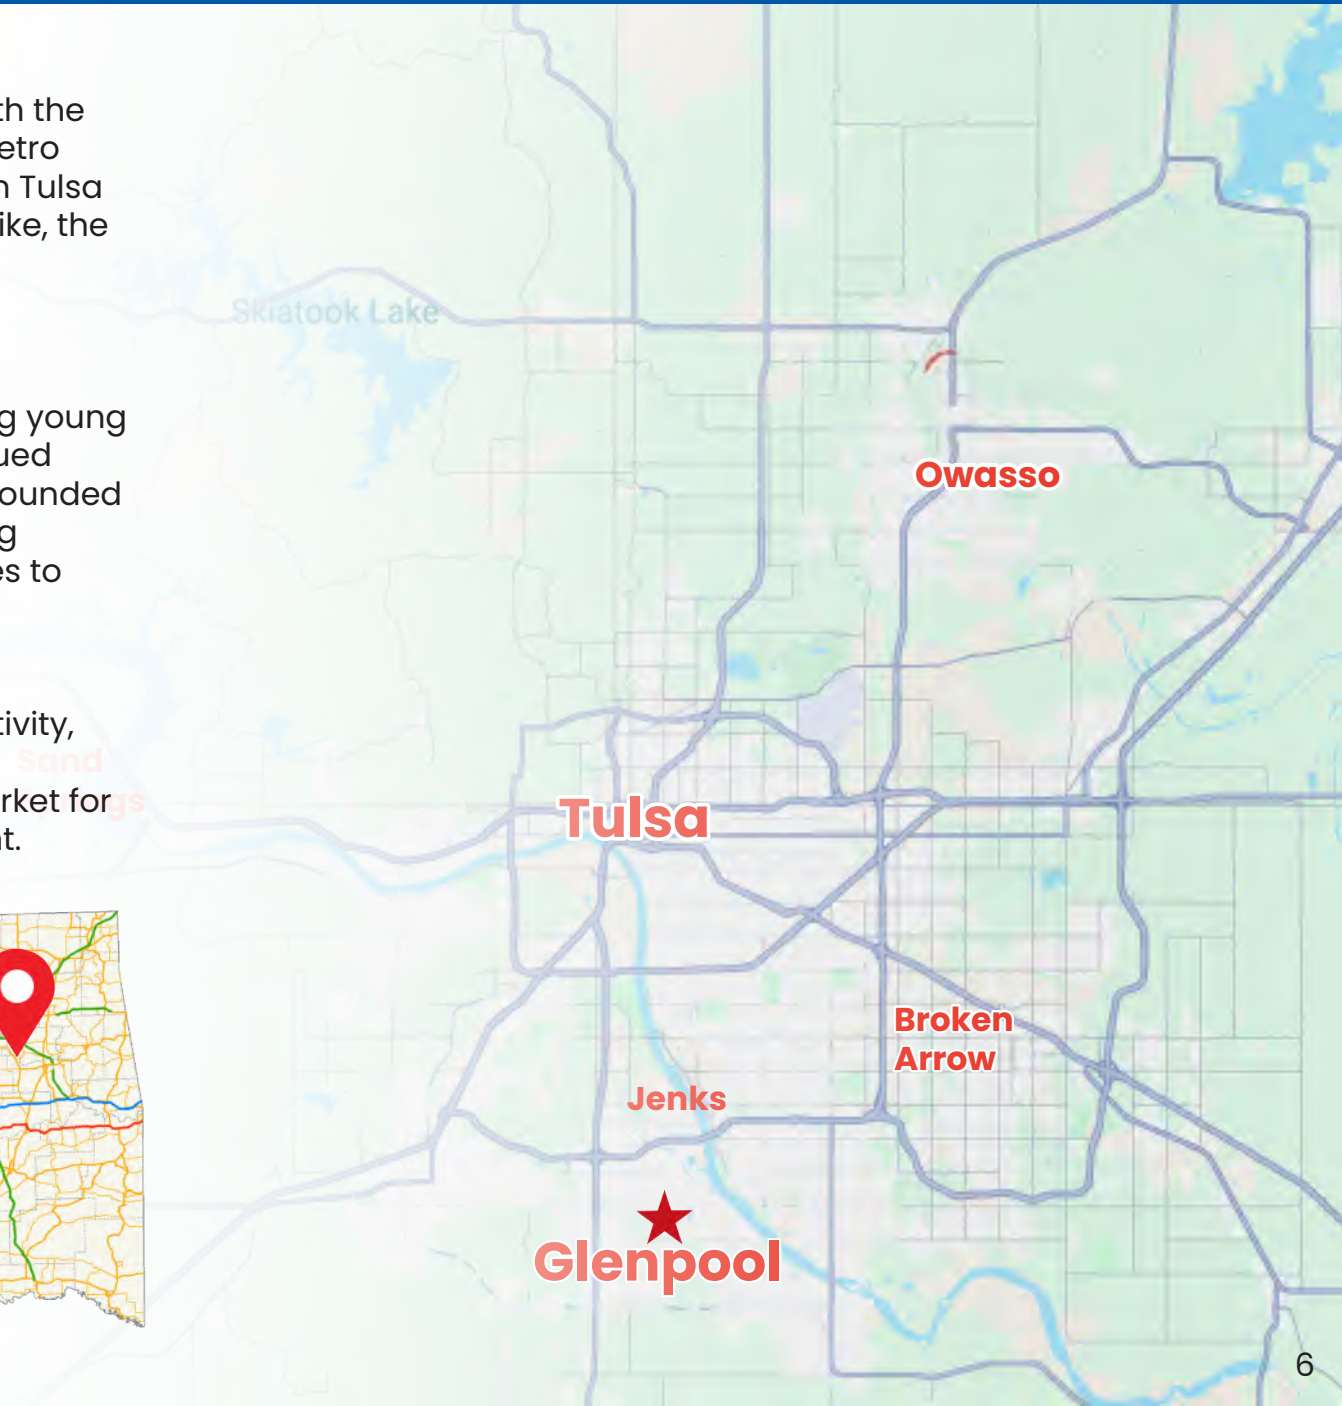 th the
etro
n Tulsa
ike, the
Skiatook Lake
g young
ued
ounded
g
es to
Owasso
tivity,
Sand
rket for
t.
Tulsa
Broken
Arrow
Jenks
Glenpool
6